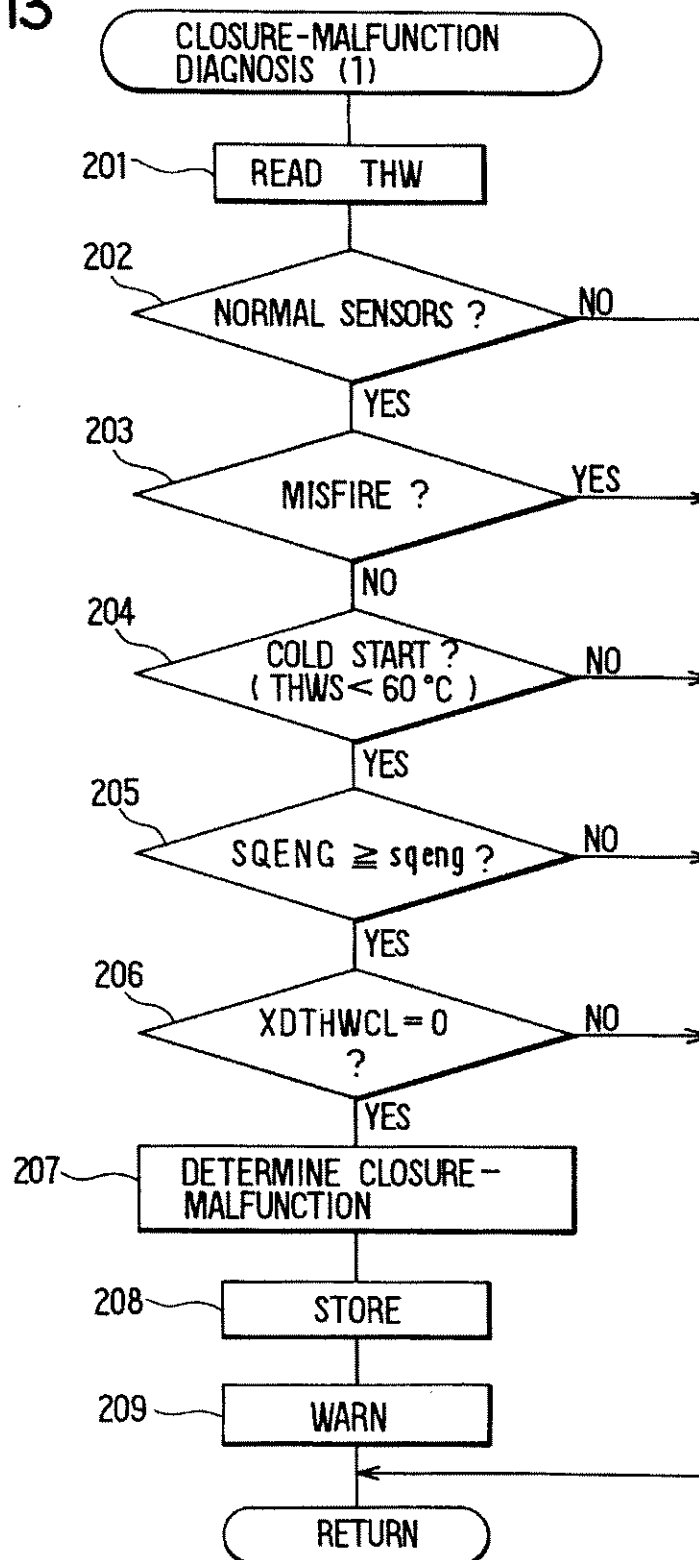 13
CLOSURE-MALFUNCTION
DIAGNOSIS (1)
201
READ THW
202
NORMAL SENSORS ?
NO
YES
203
MISFIRE ?
YES
NO
204
COLD START ?
( THWS < 60 °C )
NO
YES
205
SQENG ≧ sqeng ?
NO
YES
206
XDTHWCL = 0
?
NO
YES
207
DETERMINE CLOSURE-
MALFUNCTION
208
STORE
209
WARN
RETURN